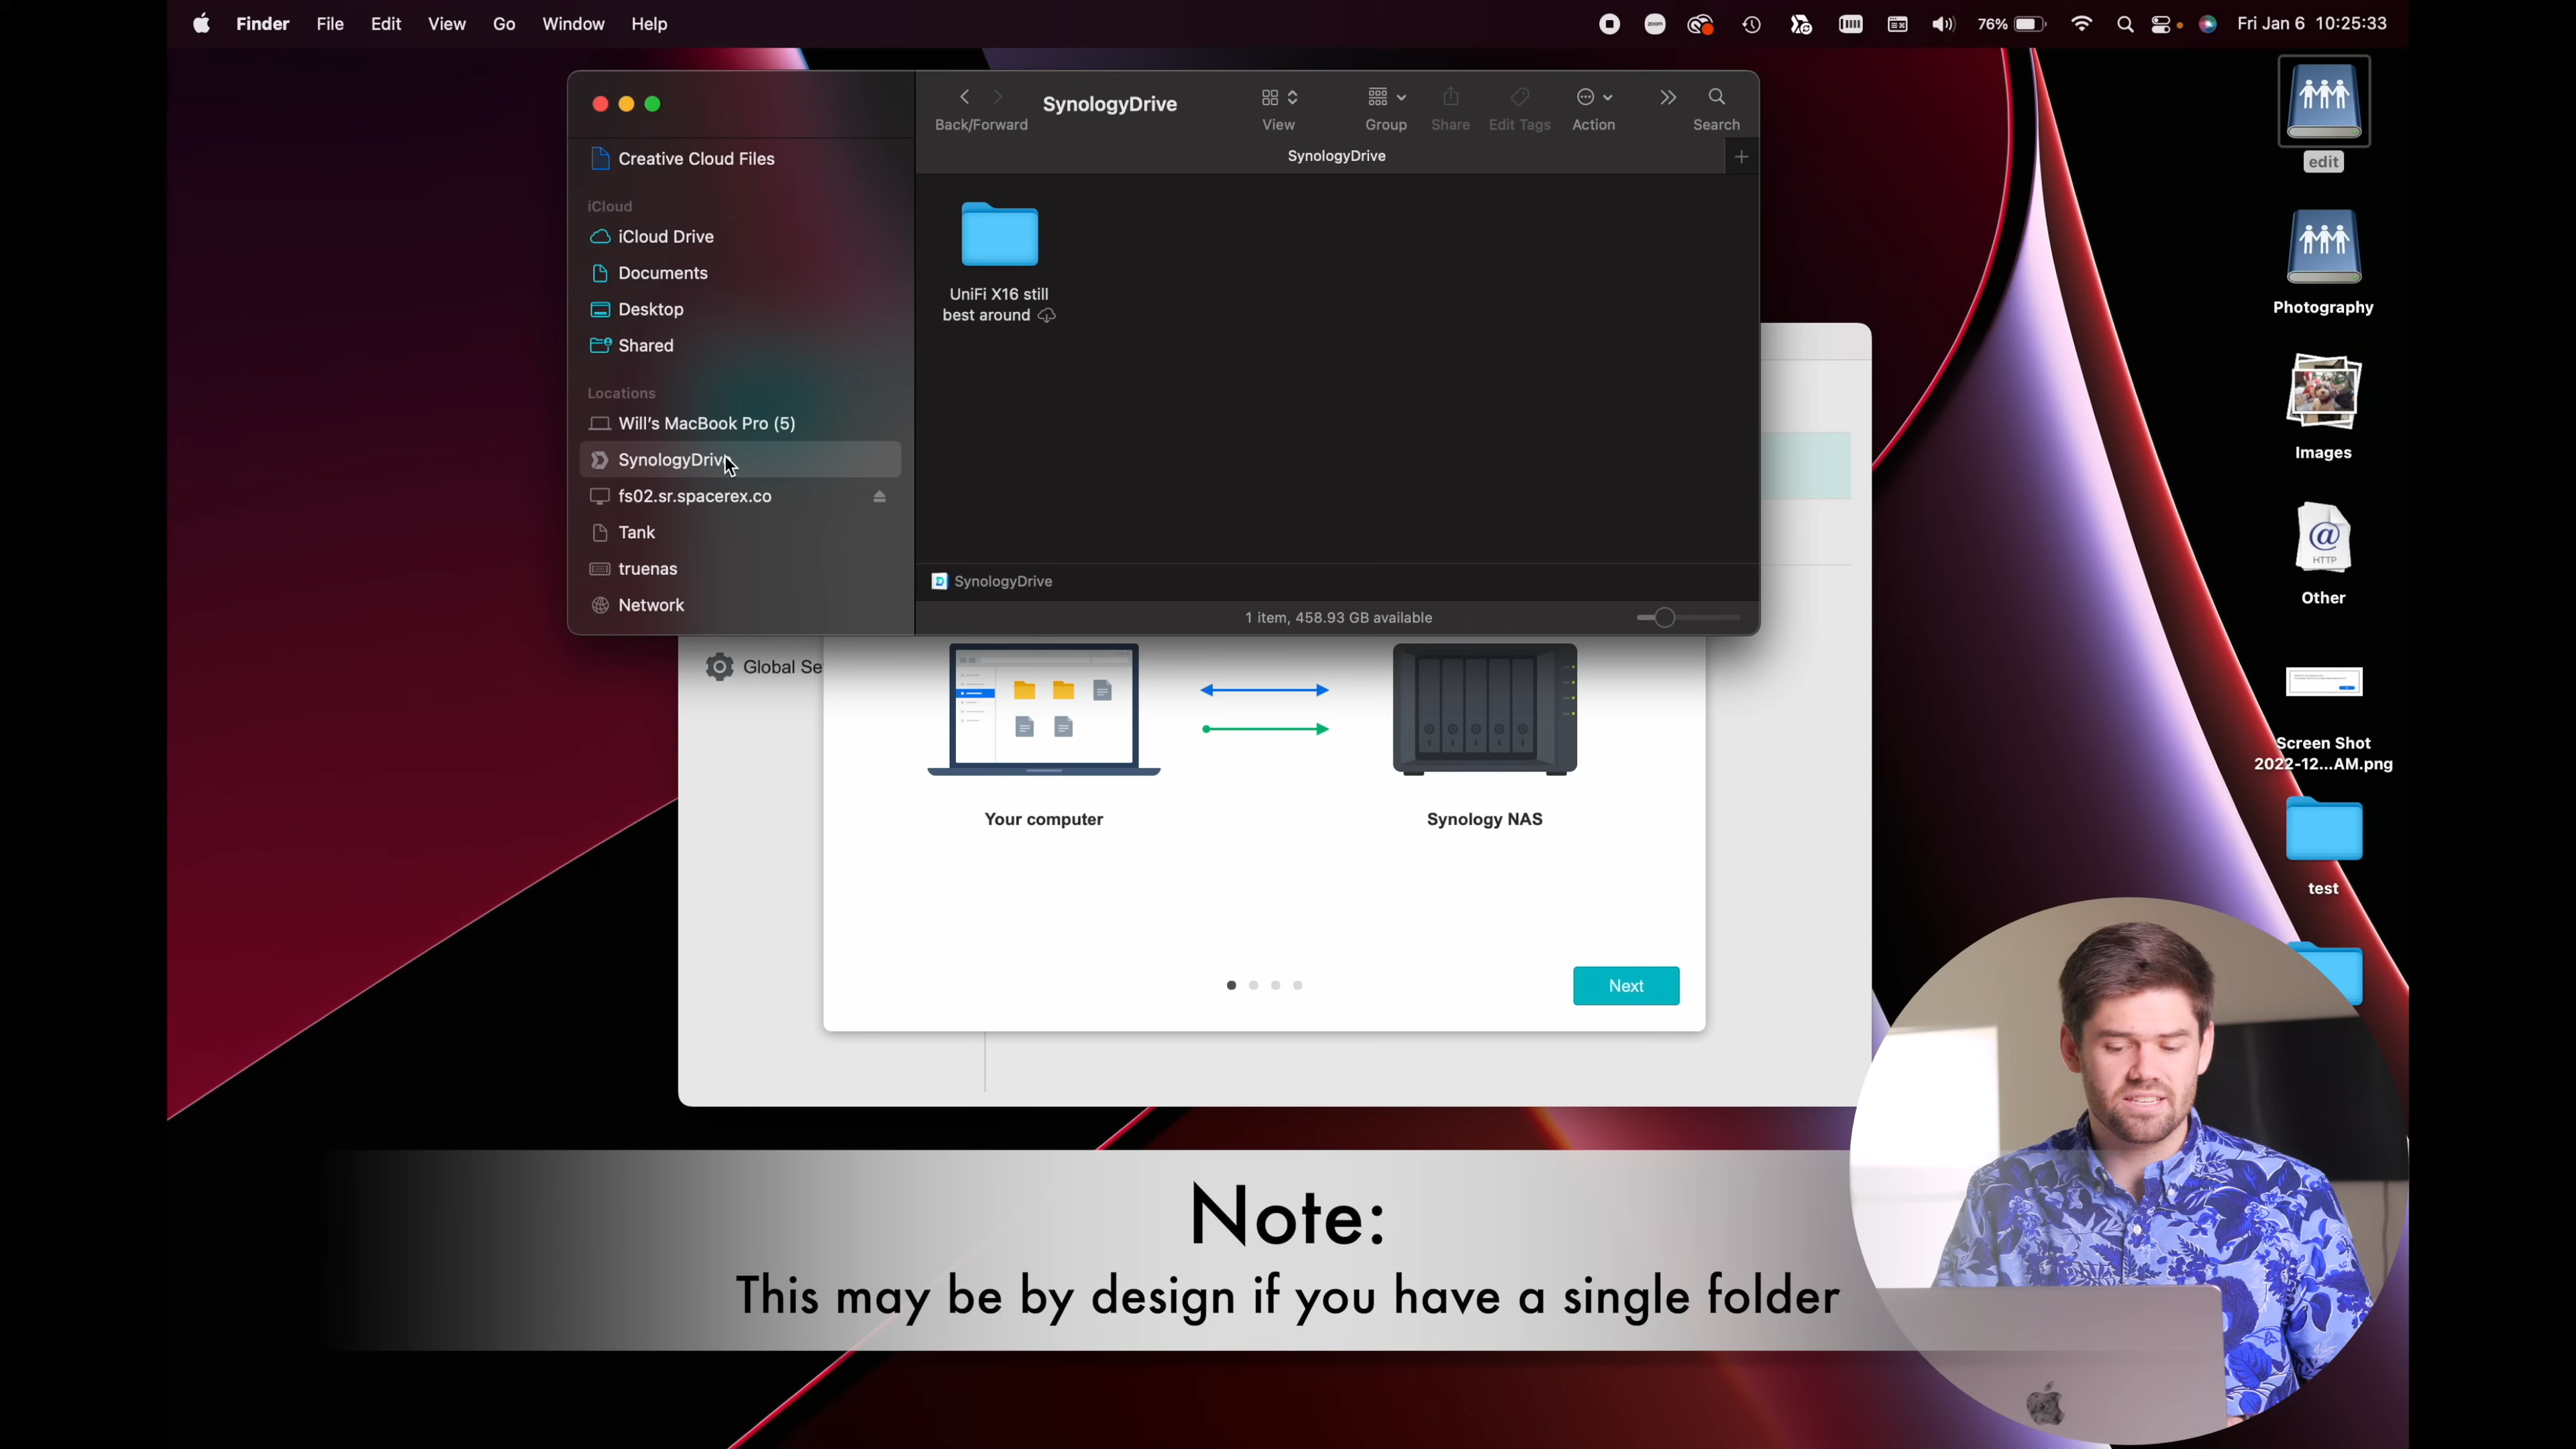 Finder File Edit View Go Window Help
zoom
76%
Fri Jan 6 10:25:33
Back/Forward
SynologyDrive
View
Group
Share
Edit Tags
Action
Search
SynologyDrive
Creative Cloud Files
iCloud
iCloud Drive
Documents
Desktop
Shared
Locations
Will's MacBook Pro (5)
SynologyDrive
fs02.sr.spacerex.co
Tank
truenas
Network
UniFi X16 still
best around
SynologyDrive
1 item, 458.93 GB available
edit
Photography
Images
@
HTTP
Other
Screen Shot
2022-12...AM.png
test
Global Se
Your computer
Synology NAS
Next
Note:
This may be by design if you have a single folder